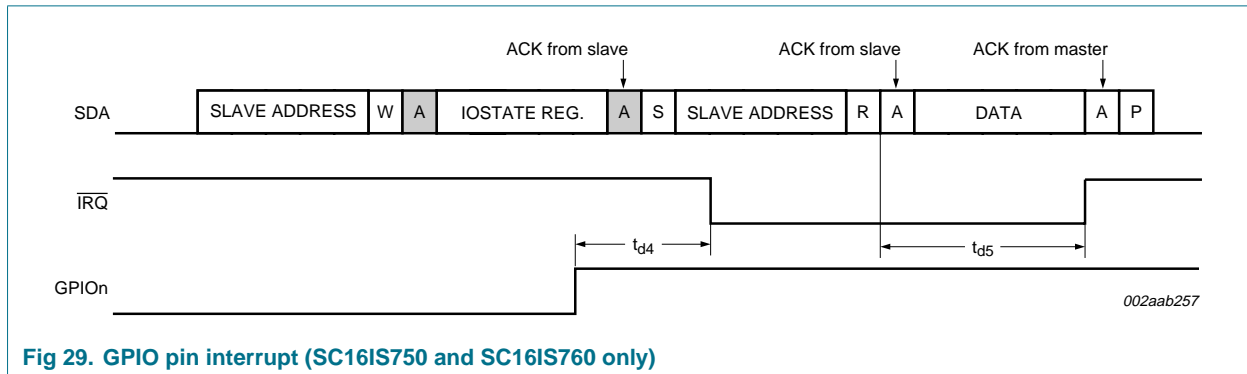 ACK from slave ACK from slave ACK from master
SDA SLAVE ADDRESS W A IOSTATE REG. A S SLAVE ADDRESS R A DATA A P
IRQ
td4 td5
GPIOn
002aab257
Fig 29. GPIO pin interrupt (SC16IS750 and SC16IS760 only)